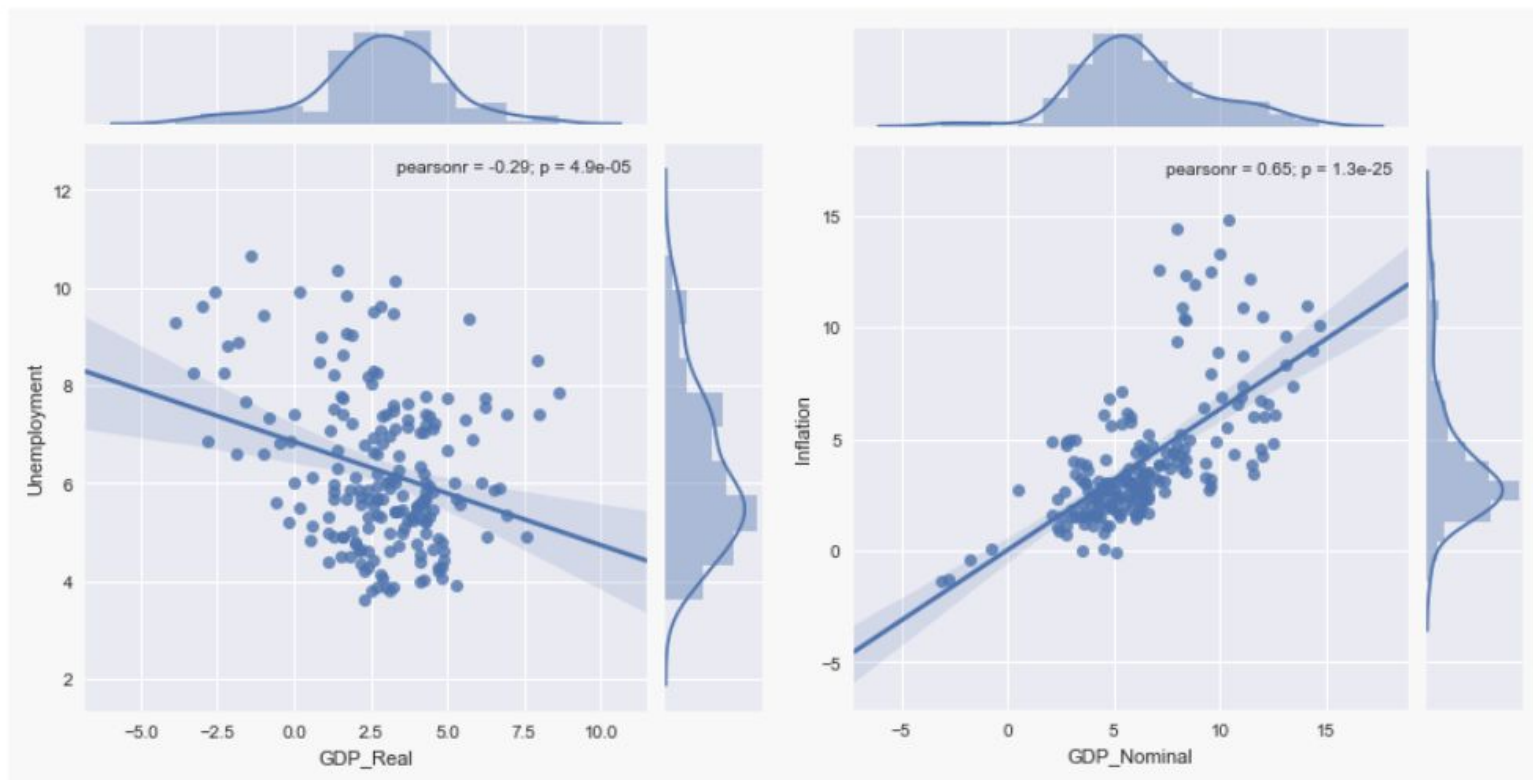 pearsonr = -0.29; p = 4.9e-05
12
10
8
6
4
2
Unemployment
−5.0 −2.5 0.0 2.5 5.0 7.5 10.0
GDP_Real
pearsonr = 0.65; p = 1.3e-25
15
10
5
0
−5
Inflation
−5 0 5 10 15
GDP_Nominal